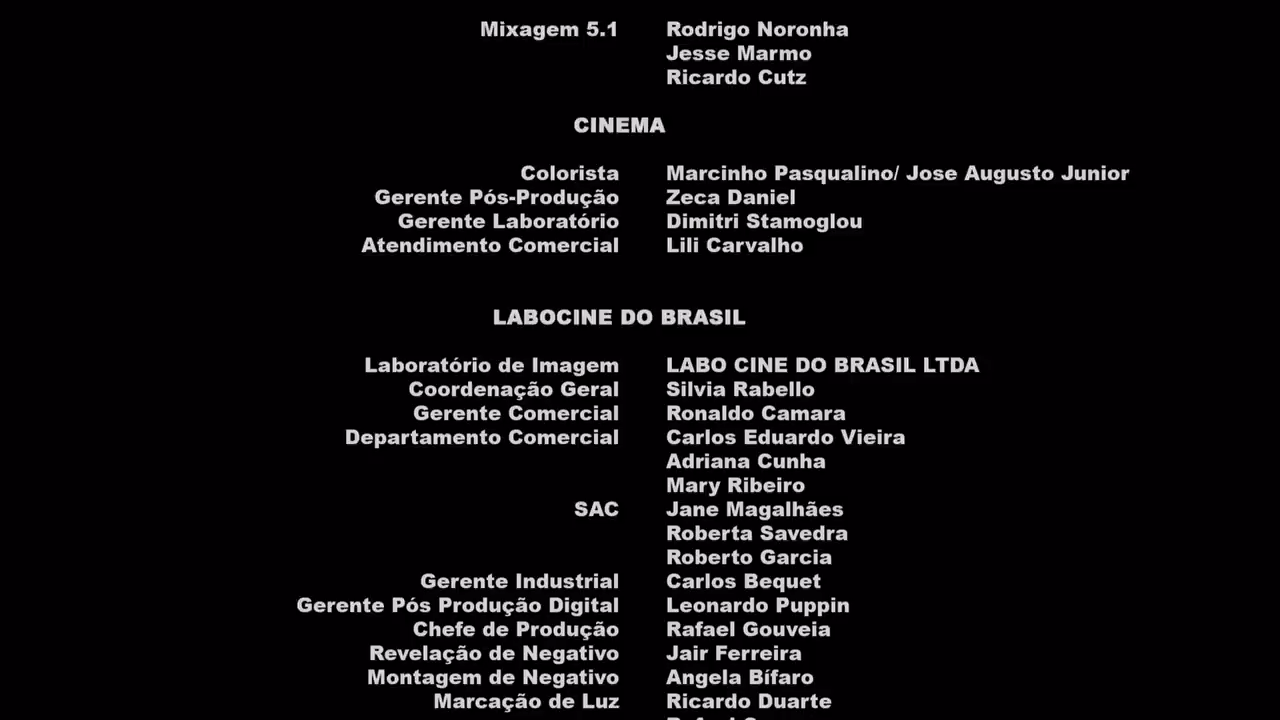 Mixagem 5.1 Rodrigo Noronha
Jesse Marmo
Ricardo Cutz
CINEMA
Colorista Marcinho Pasqualino/ Jose Augusto Junior
Gerente Pós-Produção Zeca Daniel
Gerente Laboratório Dimitri Stamoglou
Atendimento Comercial Lili Carvalho
LABOCINE DO BRASIL
Laboratório de Imagem LABO CINE DO BRASIL LTDA
Coordenação Geral Silvia Rabello
Gerente Comercial Ronaldo Camara
Departamento Comercial Carlos Eduardo Vieira
Adriana Cunha
Mary Ribeiro
SAC Jane Magalhães
Roberta Savedra
Roberto Garcia
Gerente Industrial Carlos Bequet
Gerente Pós Produção Digital Leonardo Puppin
Chefe de Produção Rafael Gouveia
Revelação de Negativo Jair Ferreira
Montagem de Negativo Angela Bífaro
Marcação de Luz Ricardo Duarte